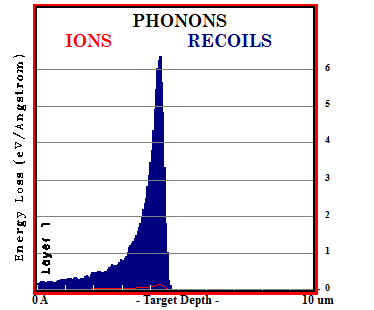 PHONONS
IONS RECOILS
Energy Loss (eV/Angstrom)
Layer 1
6
5
4
3
2
1
0
0 A - Target Depth - 10 um